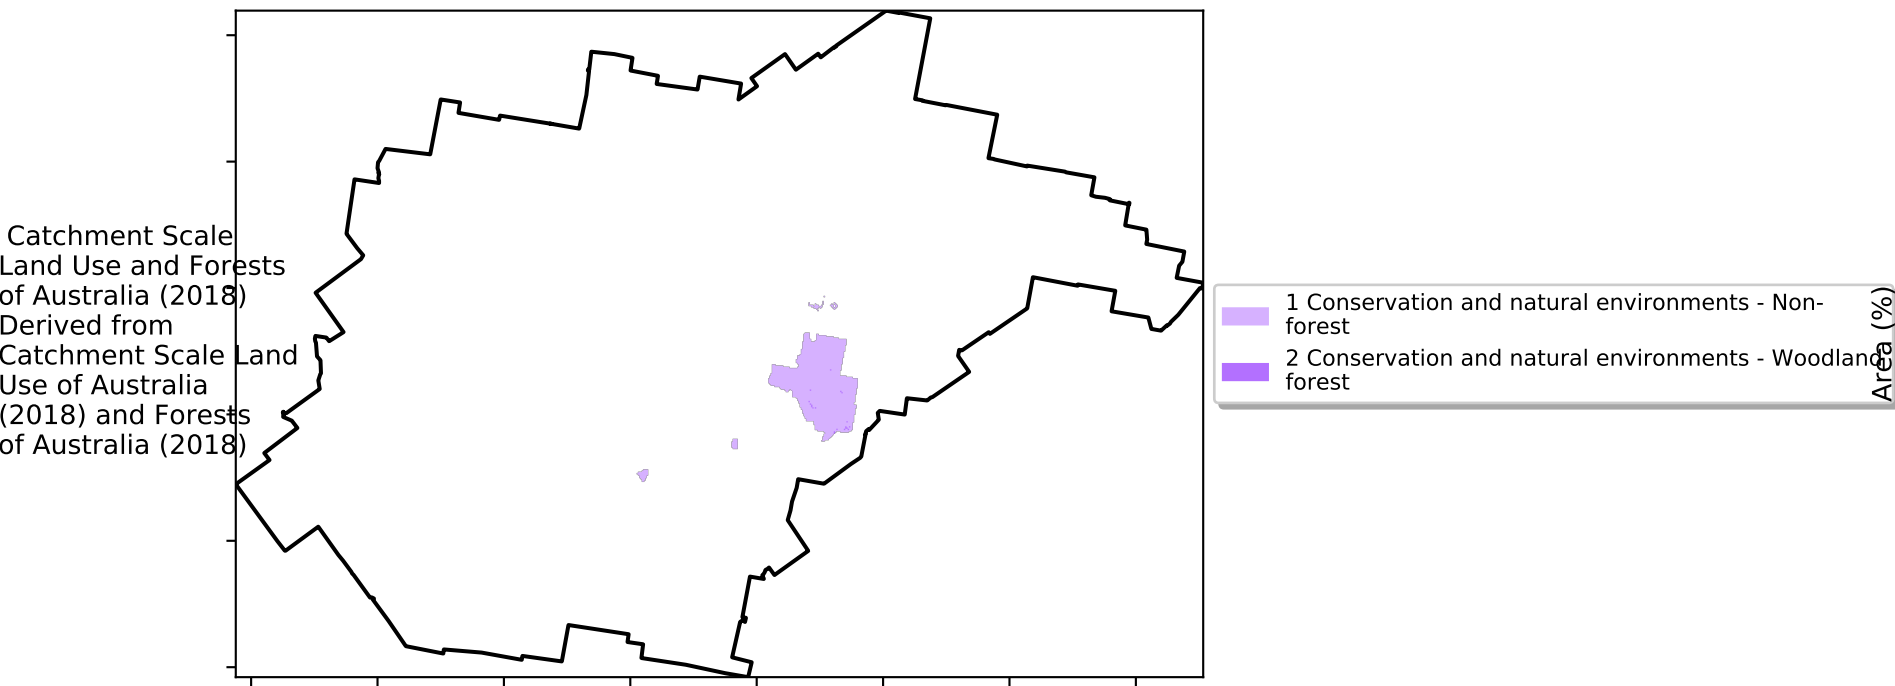 Catchment Scale
Land Use and Forests
of Australia (2018)
Derived from
Catchment Scale Land
Use of Australia
(2018) and Forests
of Australia (2018)
1 Conservation and natural environments - Non-
forest
2 Conservation and natural environments - Woodland
forest
Area (%)